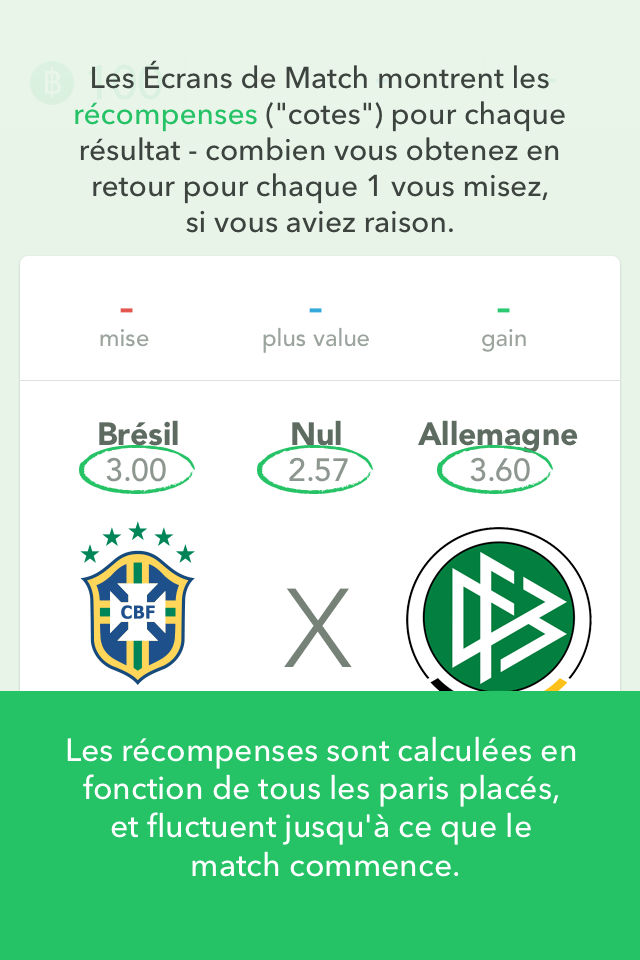 Les Écrans de Match montrent les
récompenses ("cotes") pour chaque
résultat - combien vous obtenez en
retour pour chaque 1 vous misez,
si vous aviez raison.
- - -
mise plus value gain
Brésil Nul Allemagne
3.00 2.57 3.60
CBF X DFB
Les récompenses sont calculées en
fonction de tous les paris placés,
et fluctuent jusqu'à ce que le
match commence.